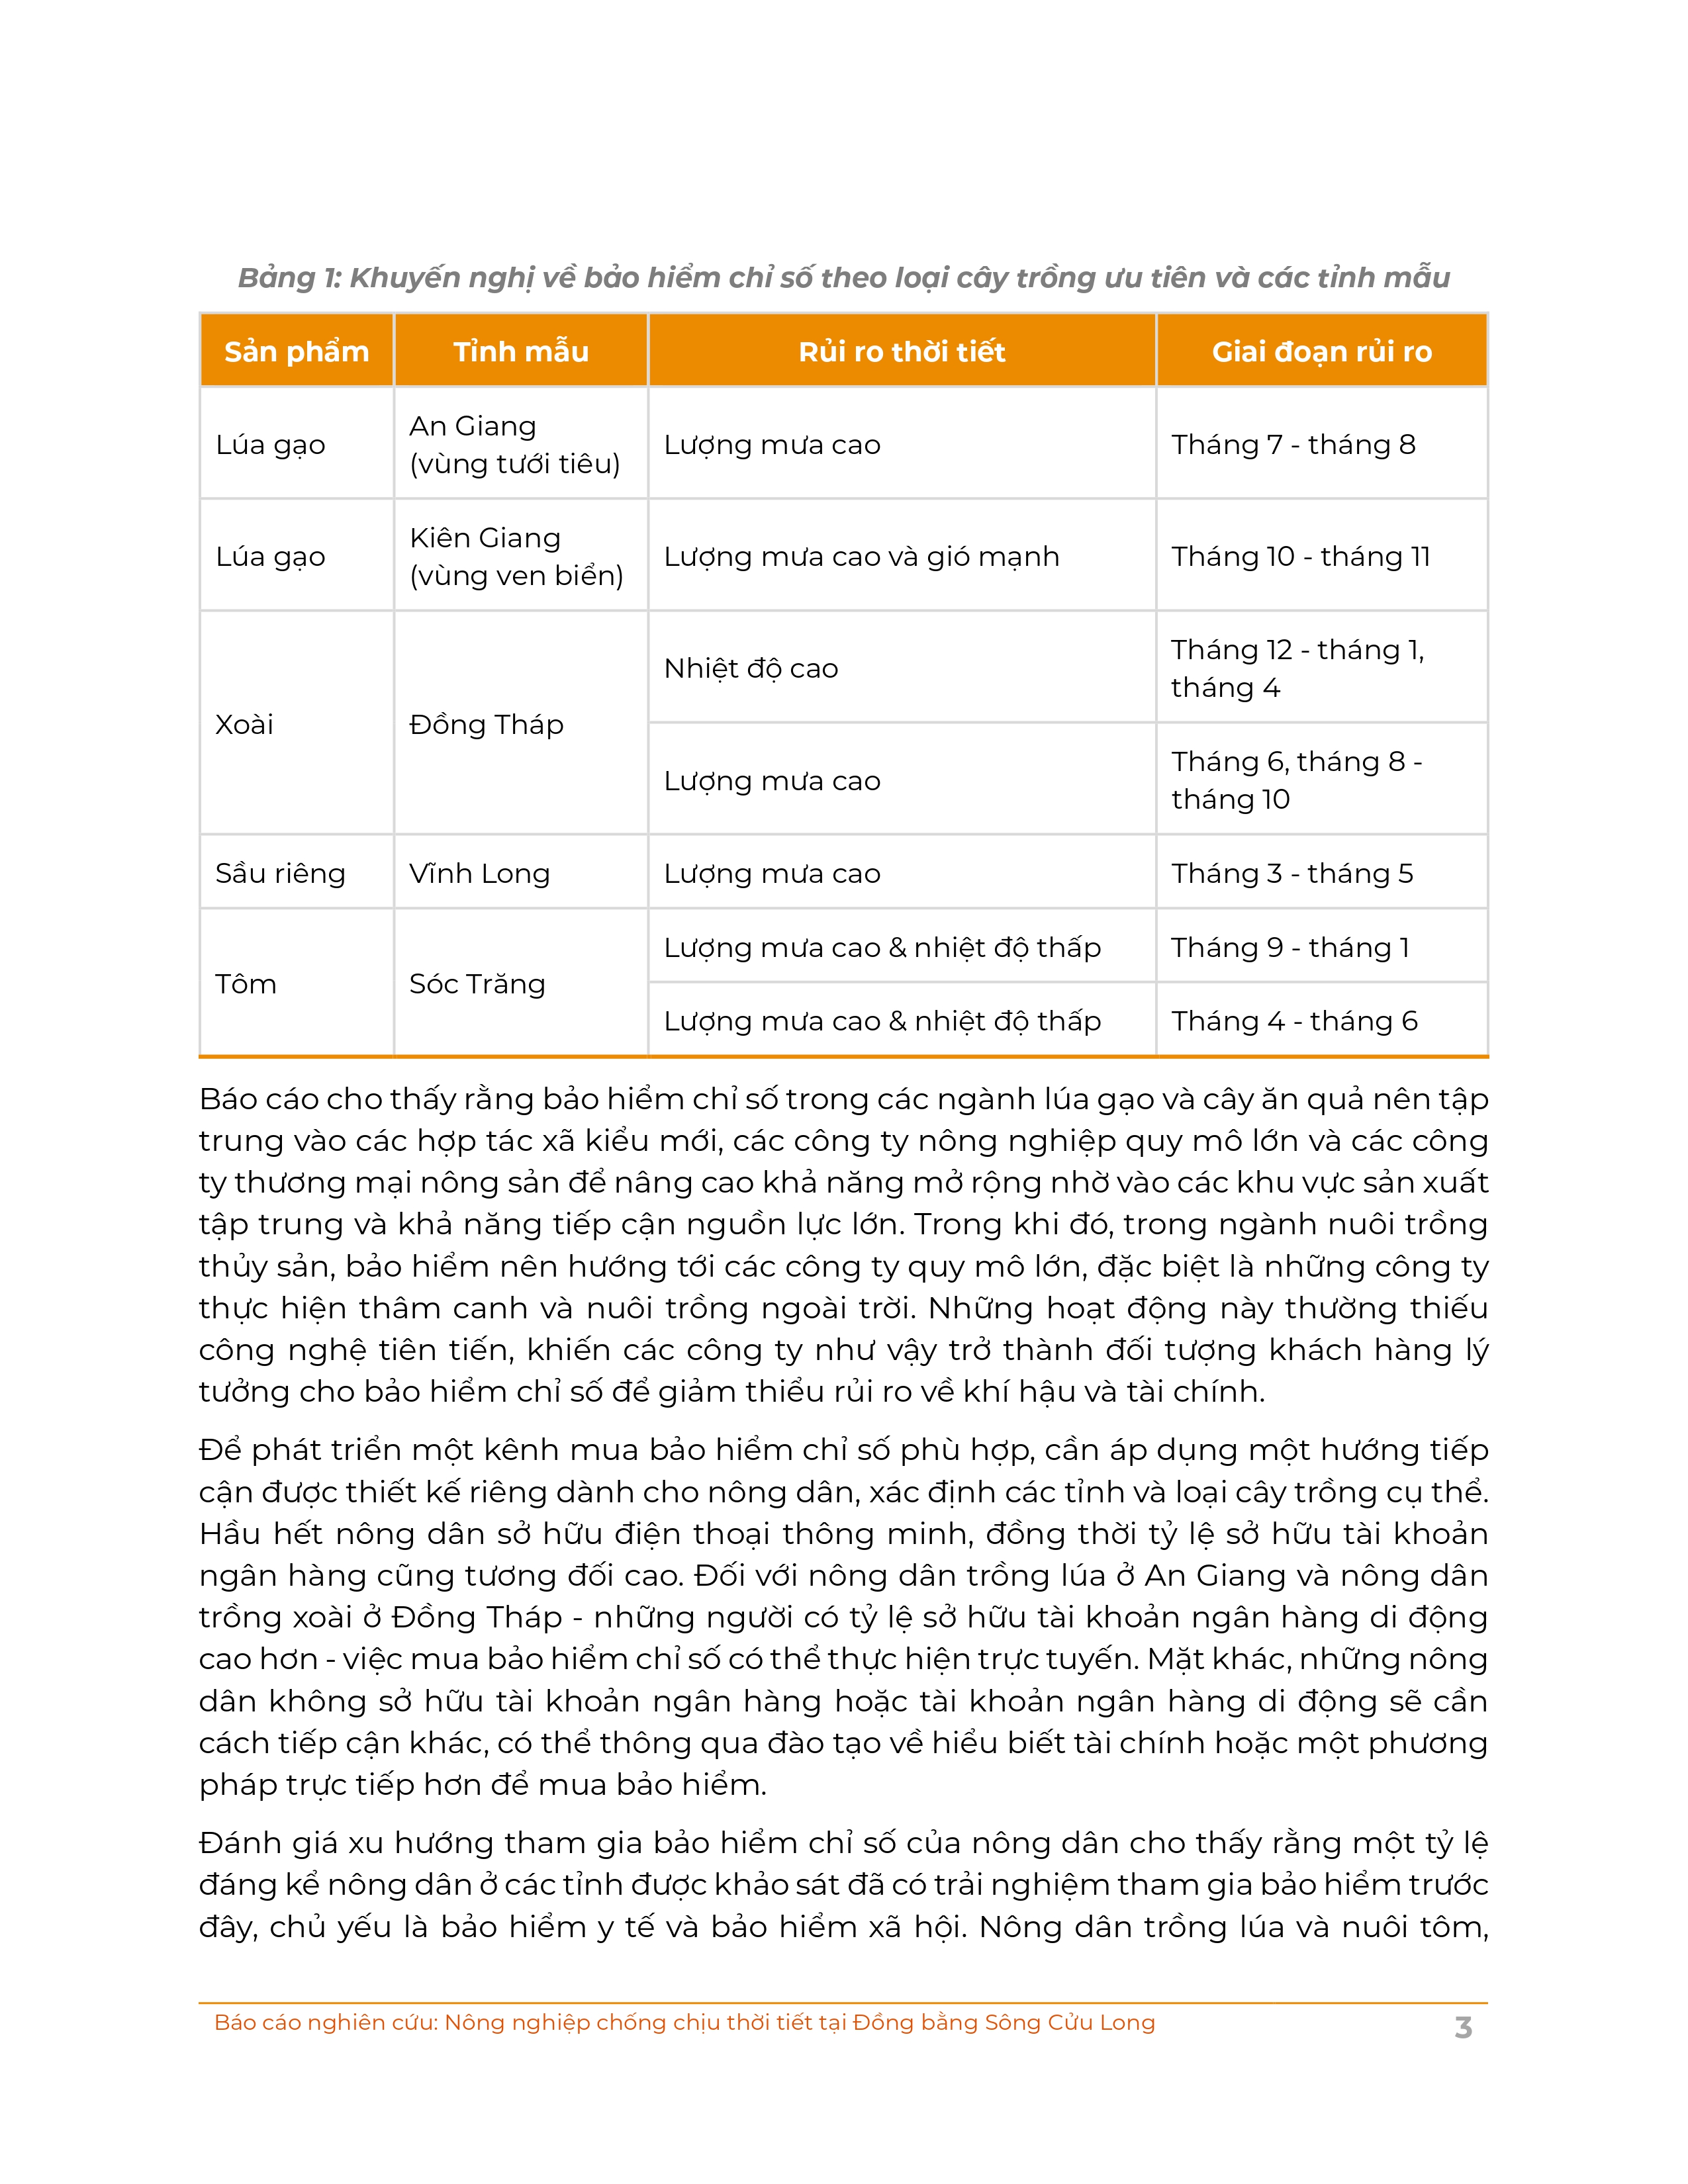 Bảng 1: Khuyến nghị về bảo hiểm chỉ số theo loại cây trồng ưu tiên và các tỉnh mẫu
Sản phẩm Tỉnh mẫu Rủi ro thời tiết Giai đoạn rủi ro
Lúa gạo An Giang Lượng mưa cao Tháng 7 - tháng 8
(vùng tưới tiêu)
Lúa gạo Kiên Giang Lượng mưa cao và gió mạnh Tháng 10 - tháng 11
(vùng ven biển)
Xoài Đồng Tháp Nhiệt độ cao Tháng 12 - tháng 1,
tháng 4
Lượng mưa cao Tháng 6, tháng 8 -
tháng 10
Sầu riêng Vĩnh Long Lượng mưa cao Tháng 3 - tháng 5
Tôm Sóc Trăng Lượng mưa cao & nhiệt độ thấp Tháng 9 - tháng 1
Lượng mưa cao & nhiệt độ thấp Tháng 4 - tháng 6
Báo cáo cho thấy rằng bảo hiểm chỉ số trong các ngành lúa gạo và cây ăn quả nên tập
trung vào các hợp tác xã kiểu mới, các công ty nông nghiệp quy mô lớn và các công
ty thương mại nông sản để nâng cao khả năng mở rộng nhờ vào các khu vực sản xuất
tập trung và khả năng tiếp cận nguồn lực lớn. Trong khi đó, trong ngành nuôi trồng
thủy sản, bảo hiểm nên hướng tới các công ty quy mô lớn, đặc biệt là những công ty
thực hiện thâm canh và nuôi trồng ngoài trời. Những hoạt động này thường thiếu
công nghệ tiên tiến, khiến các công ty như vậy trở thành đối tượng khách hàng lý
tưởng cho bảo hiểm chỉ số để giảm thiểu rủi ro về khí hậu và tài chính.
Để phát triển một kênh mua bảo hiểm chỉ số phù hợp, cần áp dụng một hướng tiếp
cận được thiết kế riêng dành cho nông dân, xác định các tỉnh và loại cây trồng cụ thể.
Hầu hết nông dân sở hữu điện thoại thông minh, đồng thời tỷ lệ sở hữu tài khoản
ngân hàng cũng tương đối cao. Đối với nông dân trồng lúa ở An Giang và nông dân
trồng xoài ở Đồng Tháp - những người có tỷ lệ sở hữu tài khoản ngân hàng di động
cao hơn - việc mua bảo hiểm chỉ số có thể thực hiện trực tuyến. Mặt khác, những nông
dân không sở hữu tài khoản ngân hàng hoặc tài khoản ngân hàng di động sẽ cần
cách tiếp cận khác, có thể thông qua đào tạo về hiểu biết tài chính hoặc một phương
pháp trực tiếp hơn để mua bảo hiểm.
Đánh giá xu hướng tham gia bảo hiểm chỉ số của nông dân cho thấy rằng một tỷ lệ
đáng kể nông dân ở các tỉnh được khảo sát đã có trải nghiệm tham gia bảo hiểm trước
đây, chủ yếu là bảo hiểm y tế và bảo hiểm xã hội. Nông dân trồng lúa và nuôi tôm,
Báo cáo nghiên cứu: Nông nghiệp chống chịu thời tiết tại Đồng bằng Sông Cửu Long 3